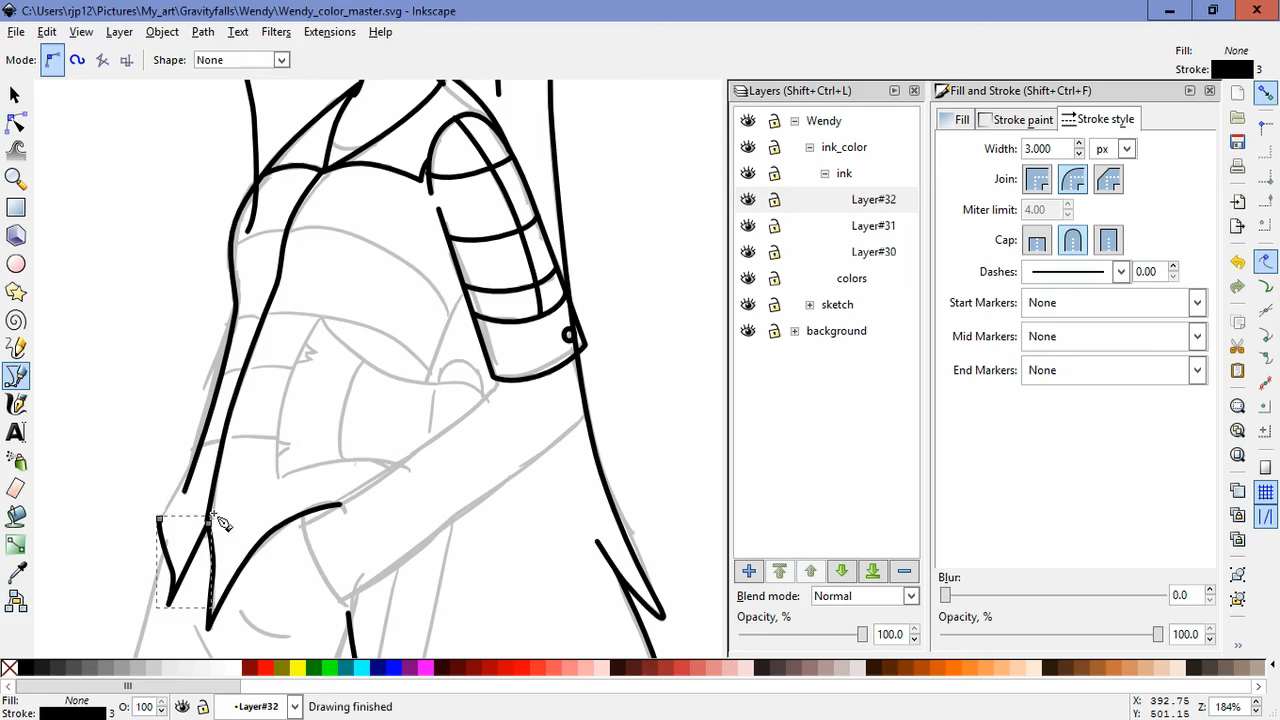 C:\Users\rjp12\Pictures\My_art\Gravityfalls\Wendy\Wendy_color_master.svg - Inkscape
File Edit View Layer Object Path Text Filters Extensions Help
Mode: Shape: None
Fill: None
Stroke: 3
Layers (Shift+Ctrl+L)
Wendy
ink_color
ink
Layer#32
Layer#31
Layer#30
colors
sketch
background
Blend mode: Normal
Opacity, % 100.0
Fill and Stroke (Shift+Ctrl+F)
Fill Stroke paint Stroke style
Width: 3.000 px
Join:
Miter limit: 4.00
Cap:
Dashes: 0.00
Start Markers: None
Mid Markers: None
End Markers: None
Blur:
0.0
Opacity, %
100.0
Fill: None
Stroke: 3
O: 100
•Layer#32
Drawing finished
X: 392.75
Y: 501.15
Z: 184%